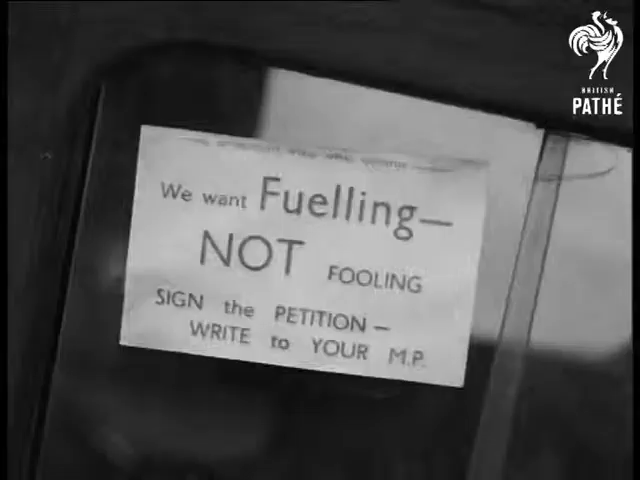 BRITISH
PATHÉ
We want Fuelling—
NOT FOOLING
SIGN the PETITION —
WRITE to YOUR M.P.